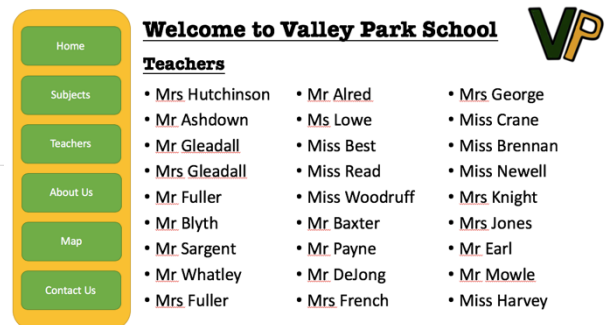 Welcome to Valley Park School
VP
Home
Subjects
Teachers
About Us
Map
Contact Us
Teachers
• Mrs Hutchinson
• Mr Ashdown
• Mr Gleadall
• Mrs Gleadall
• Mr Fuller
• Mr Blyth
• Mr Sargent
• Mr Whatley
• Mrs Fuller
• Mr Alred
• Ms Lowe
• Miss Best
• Miss Read
• Miss Woodruff
• Mr Baxter
• Mr Payne
• Mr DeJong
• Mrs French
• Mrs George
• Miss Crane
• Miss Brennan
• Miss Newell
• Mrs Knight
• Mrs Jones
• Mr Earl
• Mr Mowle
• Miss Harvey